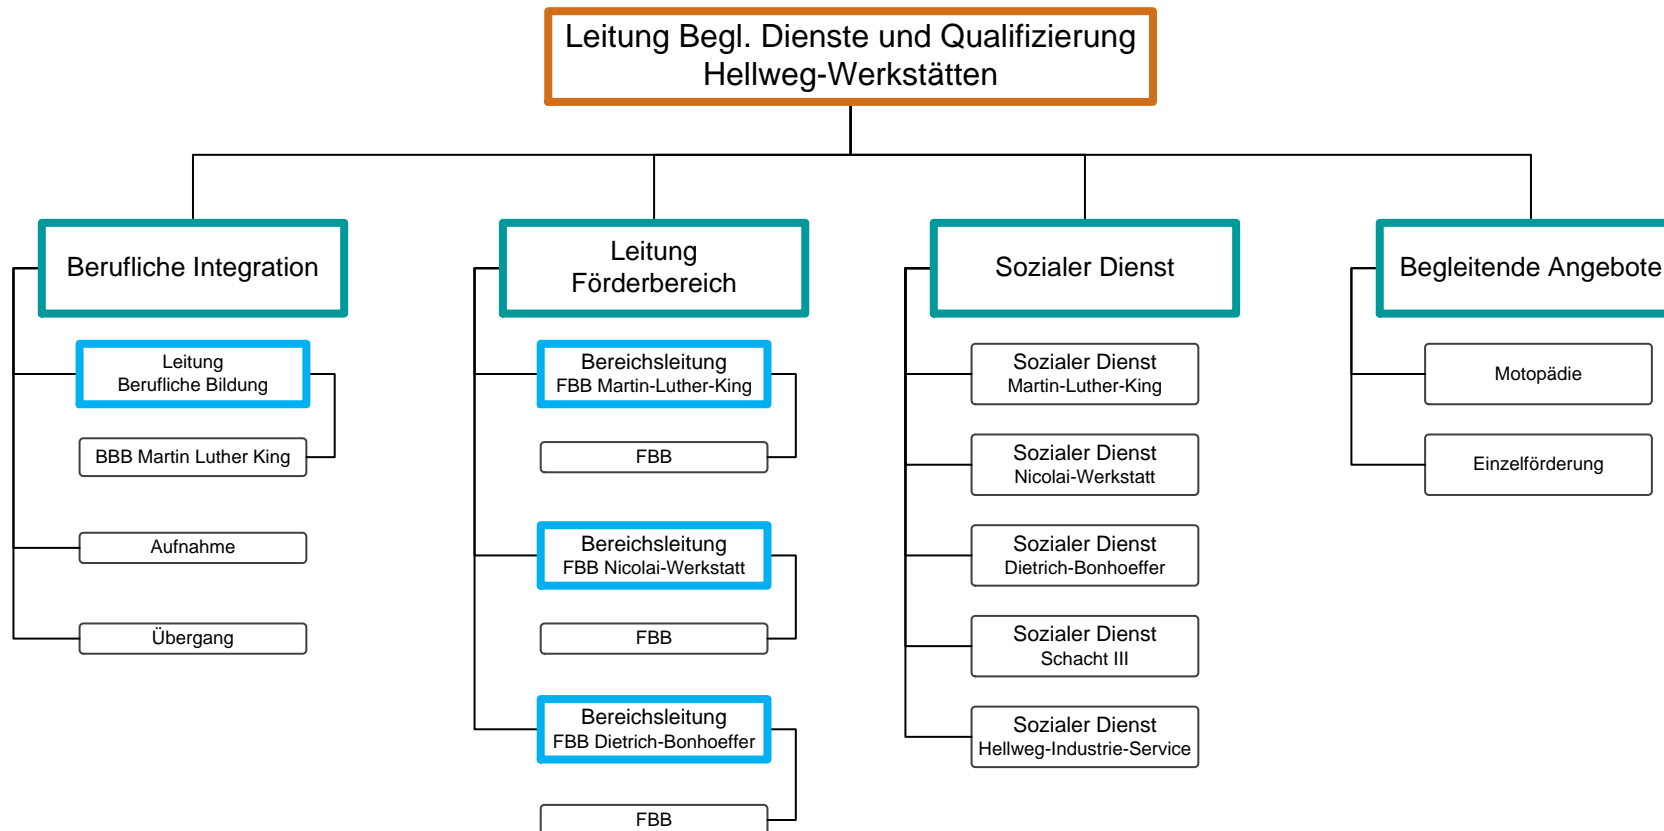 Leitung Begl. Dienste und Qualifizierung
Hellweg-Werkstätten
Berufliche Integration
Leitung
Berufliche Bildung
BBB Martin Luther King
Aufnahme
Übergang
Leitung
Förderbereich
Bereichsleitung
FBB Martin-Luther-King
FBB
Bereichsleitung
FBB Nicolai-Werkstatt
FBB
Bereichsleitung
FBB Dietrich-Bonhoeffer
FBB
Sozialer Dienst
Sozialer Dienst
Martin-Luther-King
Sozialer Dienst
Nicolai-Werkstatt
Sozialer Dienst
Dietrich-Bonhoeffer
Sozialer Dienst
Schacht III
Sozialer Dienst
Hellweg-Industrie-Service
Begleitende Angebote
Motopädie
Einzelförderung